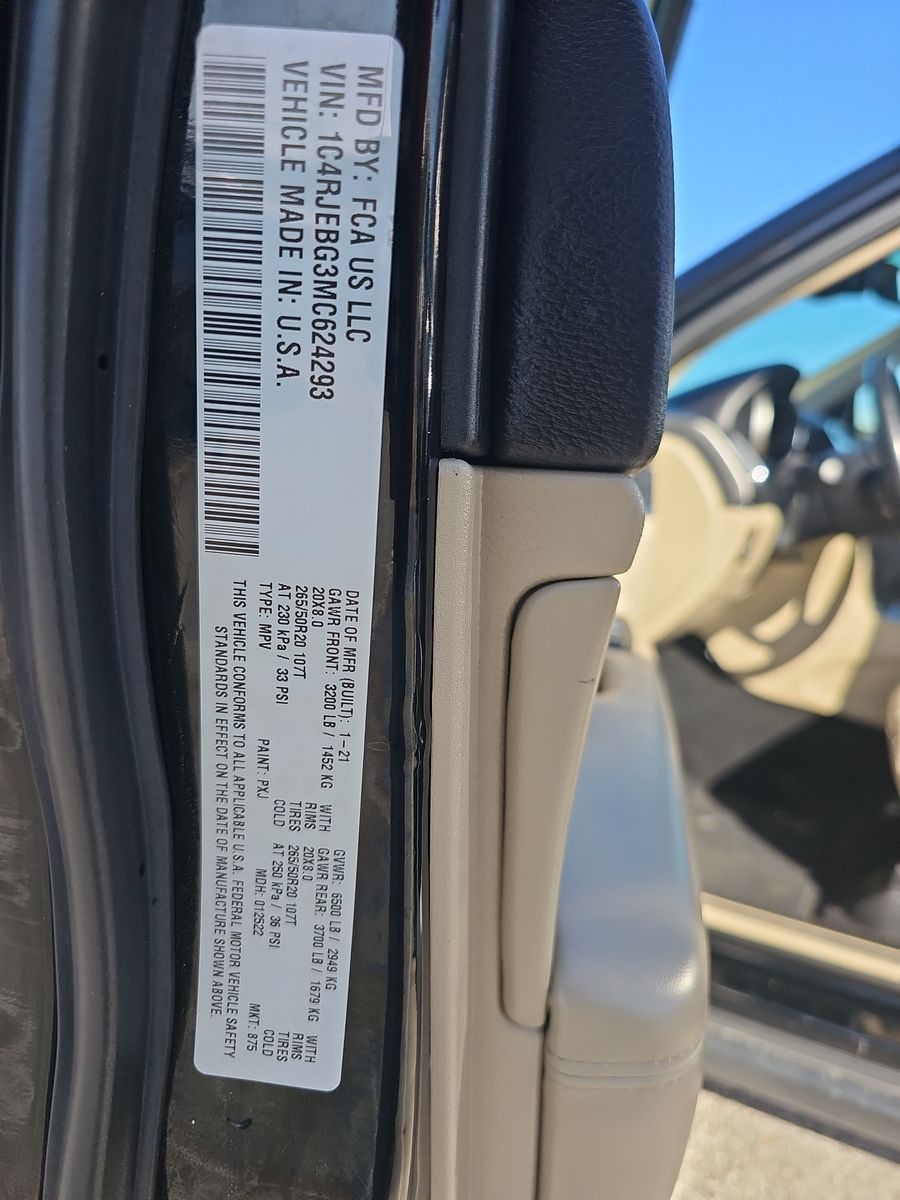 MFD BY: FCA US LLC
VIN: 1C4RJEBG3MC624293
VEHICLE MADE IN: U.S.A.
DATE OF MFR (BUILT): 1-21 GVWR: 6500 LB / 2949 KG
GAWR FRONT: 3200 LB / 1452 KG WITH GAWR REAR: 3700 LB / 1679 KG WITH
20X8.0 RIMS 20X8.0 RIMS
265/50R20 107T TIRES 265/50R20 107T TIRES
AT 230 kPa / 33 PSI COLD AT 250 kPa / 36 PSI COLD
TYPE: MPV PAINT: PXJ MDH: 012522 MKT: 875
THIS VEHICLE CONFORMS TO ALL APPLICABLE U.S.A. FEDERAL MOTOR VEHICLE SAFETY
STANDARDS IN EFFECT ON THE DATE OF MANUFACTURE SHOWN ABOVE.